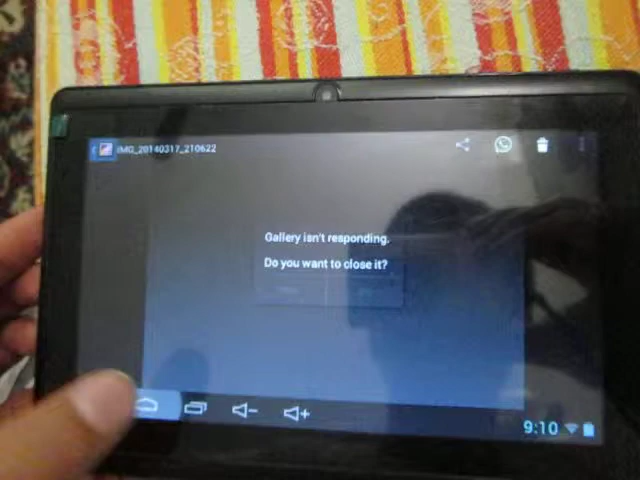 IMG_20140317_210622
Gallery isn't responding.
Do you want to close it?
9:10